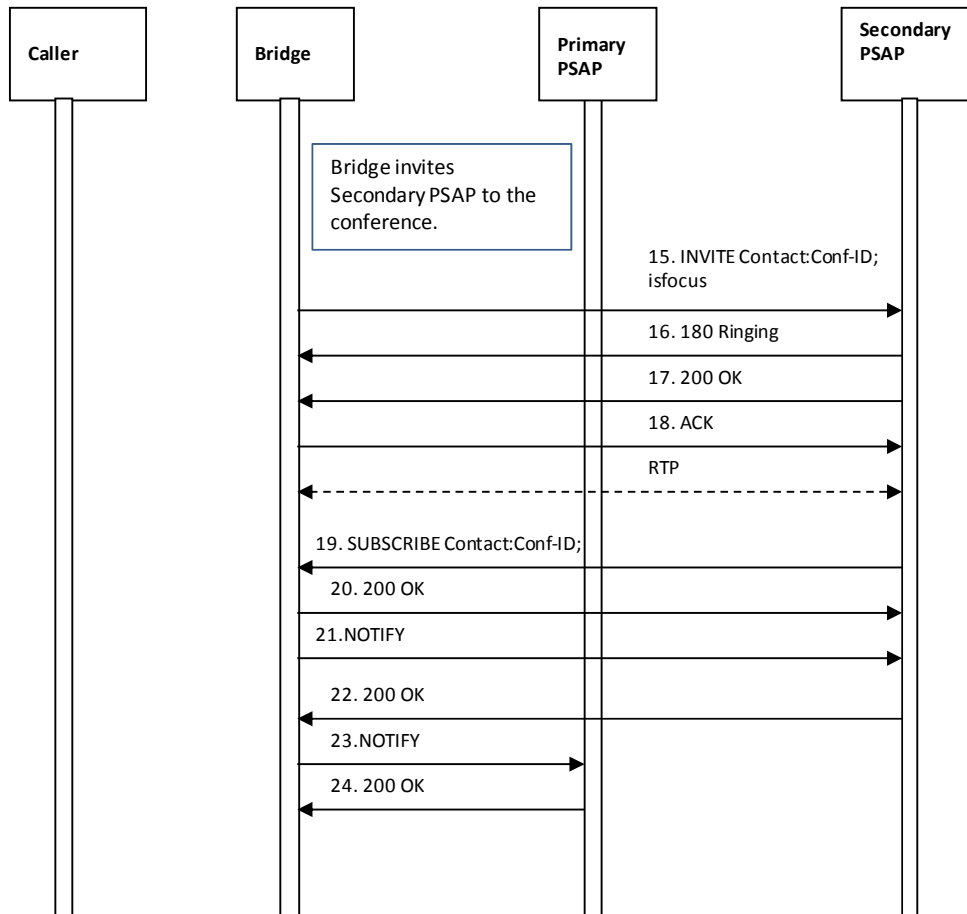 Caller
Bridge
Primary
PSAP
Secondary
PSAP
Bridge invites
Secondary PSAP to the
conference.
15. INVITE Contact:Conf-ID;
isfocus
16. 180 Ringing
17. 200 OK
18. ACK
RTP
19. SUBSCRIBE Contact:Conf-ID;
20. 200 OK
21.NOTIFY
22. 200 OK
23.NOTIFY
24. 200 OK